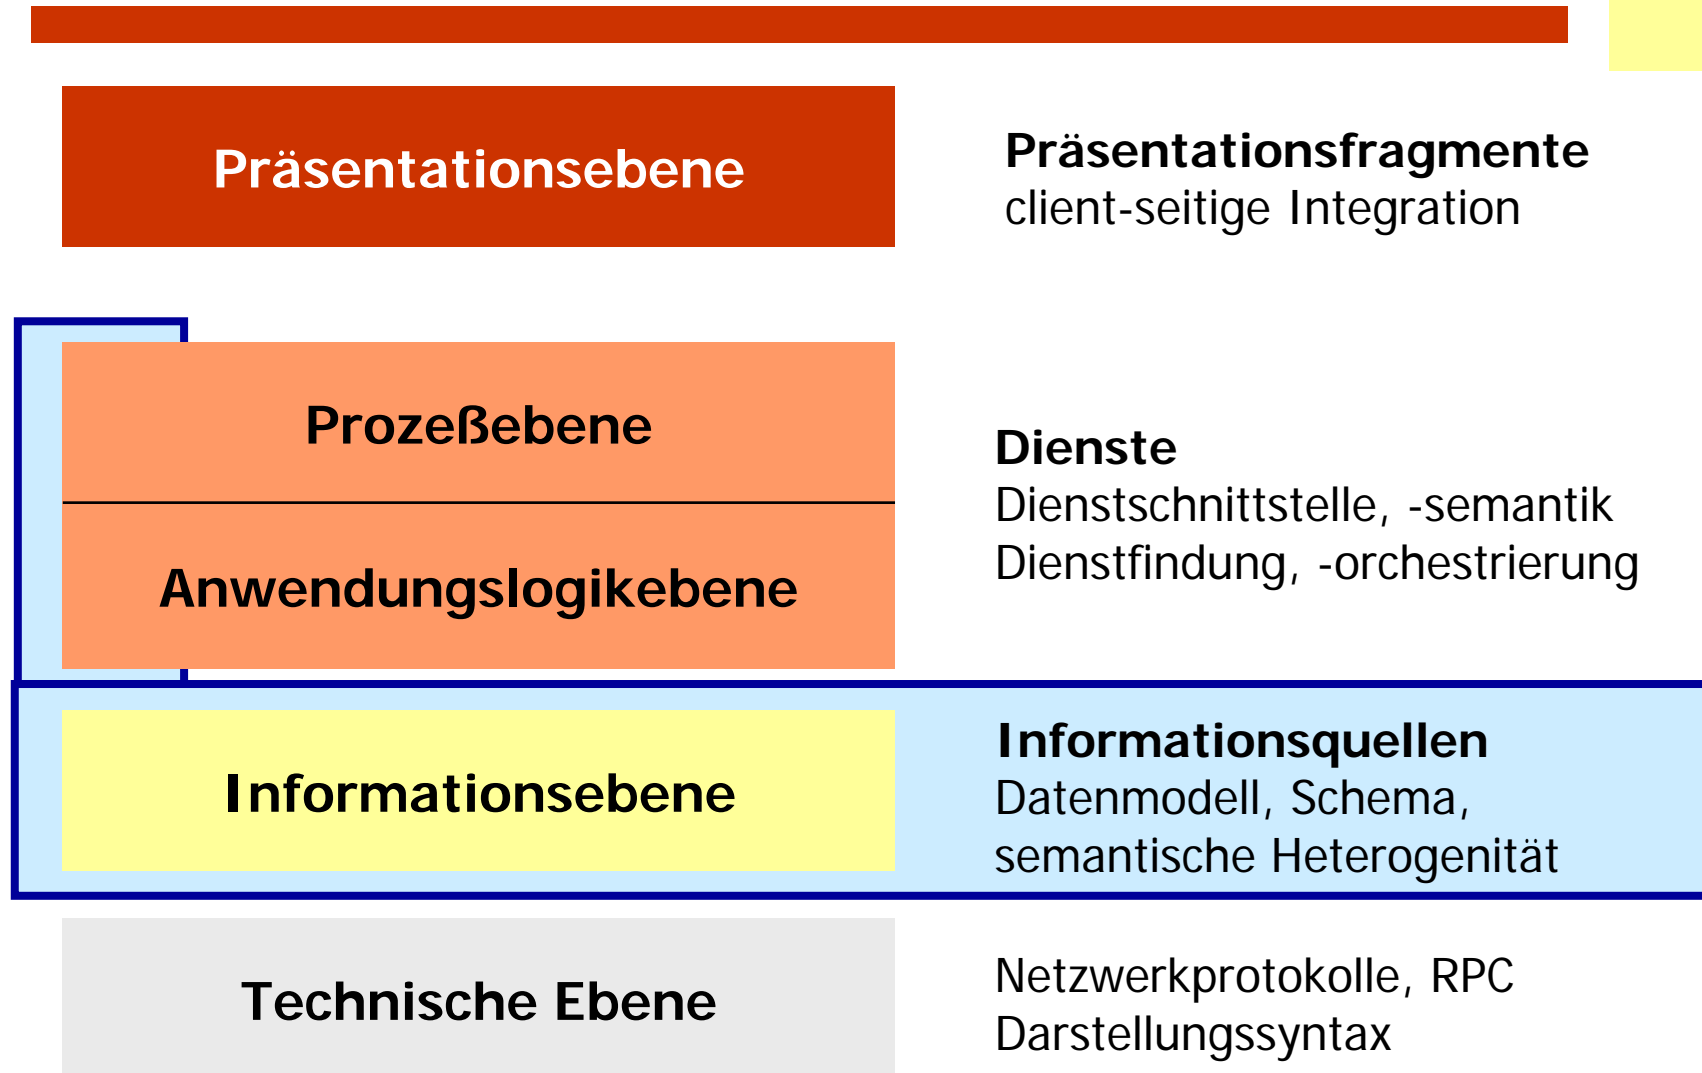 Präsentationsebene
Präsentationsfragmente
client-seitige Integration
Prozeßebene
Anwendungslogikebene
Dienste
Dienstschnittstelle, -semantik
Dienstfindung, -orchestrierung
Informationsebene
Informationsquellen
Datenmodell, Schema,
semantische Heterogenität
Technische Ebene
Netzwerkprotokolle, RPC
Darstellungssyntax